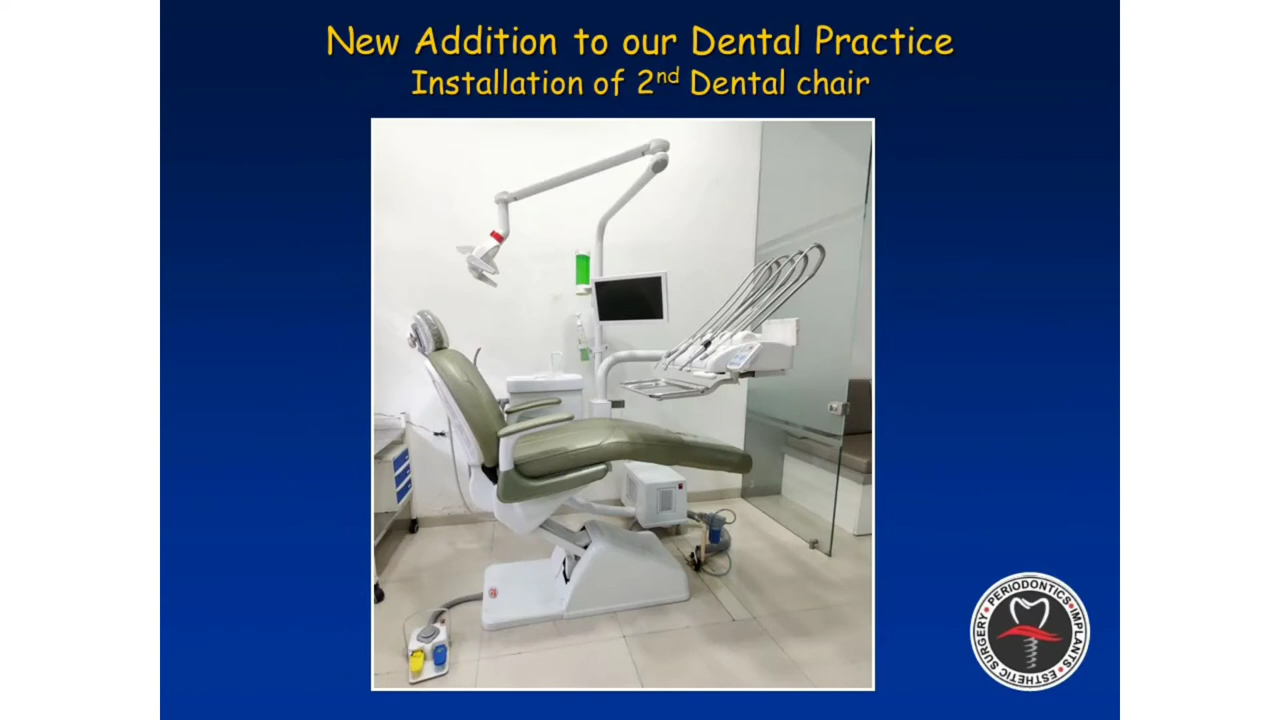 New Addition to our Dental Practice
Installation of 2nd Dental chair
PERIODONTICS • IMPLANTS • ESTHETIC SURGERY •